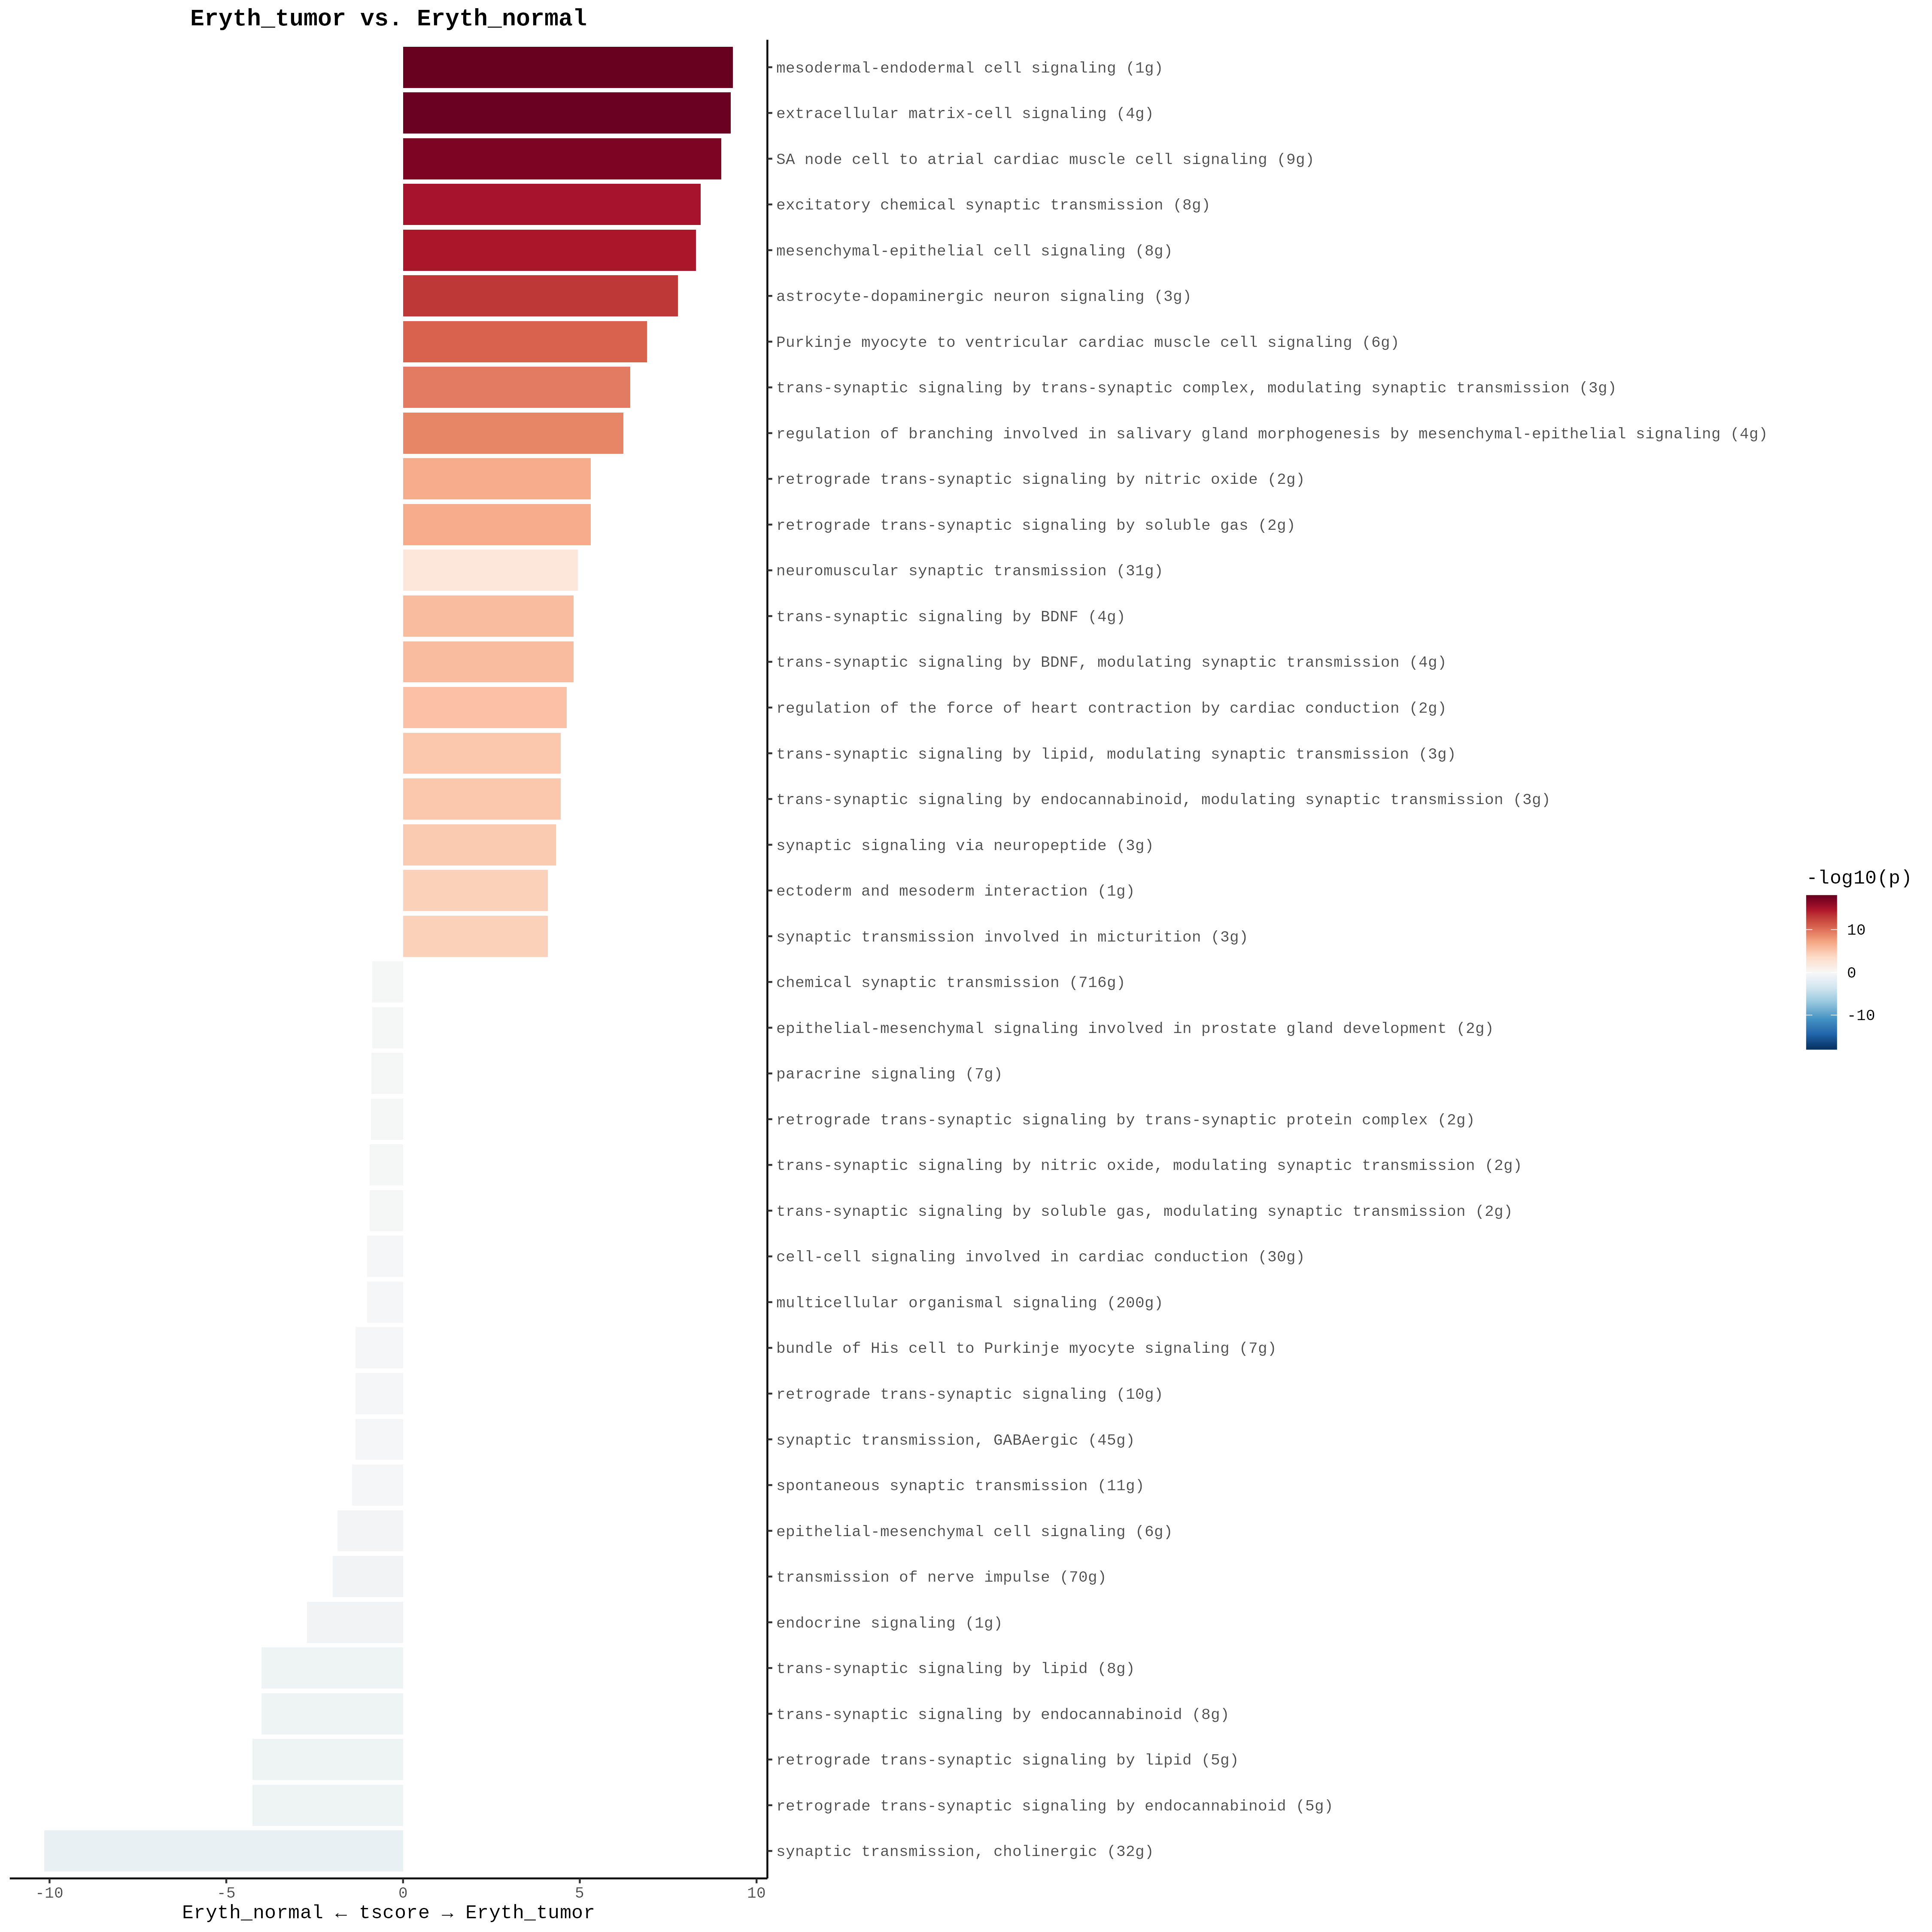 Eryth_tumor vs. Eryth_normal
mesodermal-endodermal cell signaling (1g)
extracellular matrix-cell signaling (4g)
SA node cell to atrial cardiac muscle cell signaling (9g)
excitatory chemical synaptic transmission (8g)
mesenchymal-epithelial cell signaling (8g)
astrocyte-dopaminergic neuron signaling (3g)
Purkinje myocyte to ventricular cardiac muscle cell signaling (6g)
trans-synaptic signaling by trans-synaptic complex, modulating synaptic transmission (3g)
regulation of branching involved in salivary gland morphogenesis by mesenchymal-epithelial signaling (4g)
retrograde trans-synaptic signaling by nitric oxide (2g)
retrograde trans-synaptic signaling by soluble gas (2g)
neuromuscular synaptic transmission (31g)
trans-synaptic signaling by BDNF (4g)
trans-synaptic signaling by BDNF, modulating synaptic transmission (4g)
regulation of the force of heart contraction by cardiac conduction (2g)
trans-synaptic signaling by lipid, modulating synaptic transmission (3g)
trans-synaptic signaling by endocannabinoid, modulating synaptic transmission (3g)
synaptic signaling via neuropeptide (3g)
ectoderm and mesoderm interaction (1g)
synaptic transmission involved in micturition (3g)
chemical synaptic transmission (716g)
epithelial-mesenchymal signaling involved in prostate gland development (2g)
paracrine signaling (7g)
retrograde trans-synaptic signaling by trans-synaptic protein complex (2g)
trans-synaptic signaling by nitric oxide, modulating synaptic transmission (2g)
trans-synaptic signaling by soluble gas, modulating synaptic transmission (2g)
cell-cell signaling involved in cardiac conduction (30g)
multicellular organismal signaling (200g)
bundle of His cell to Purkinje myocyte signaling (7g)
retrograde trans-synaptic signaling (10g)
synaptic transmission, GABAergic (45g)
spontaneous synaptic transmission (11g)
epithelial-mesenchymal cell signaling (6g)
transmission of nerve impulse (70g)
endocrine signaling (1g)
trans-synaptic signaling by lipid (8g)
trans-synaptic signaling by endocannabinoid (8g)
retrograde trans-synaptic signaling by lipid (5g)
retrograde trans-synaptic signaling by endocannabinoid (5g)
synaptic transmission, cholinergic (32g)
-10 -5 0 5 10
Eryth_normal ← tscore → Eryth_tumor
-log10(p)
10
0
-10